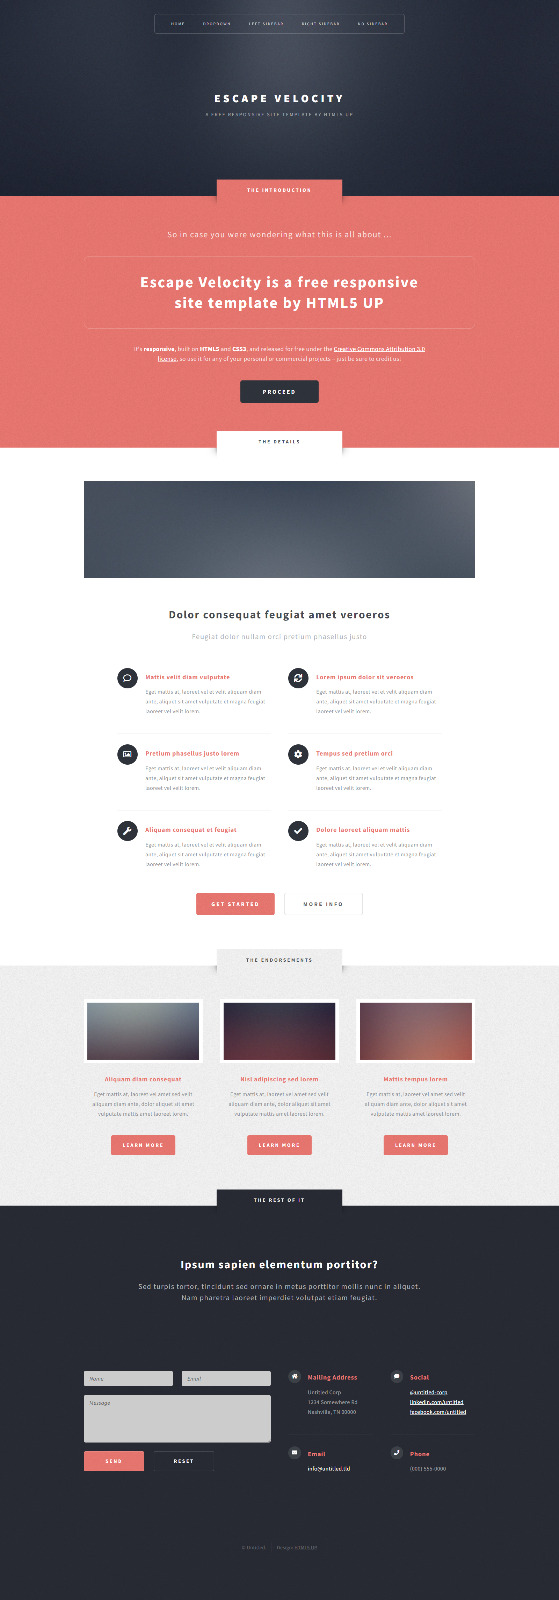 HOME DROPDOWN LEFT SIDEBAR RIGHT SIDEBAR NO SIDEBAR
ESCAPE VELOCITY
A FREE RESPONSIVE SITE TEMPLATE BY HTML5 UP
THE INTRODUCTION
So in case you were wondering what this is all about ...
Escape Velocity is a free responsive
site template by HTML5 UP
It's responsive, built on HTML5 and CSS3, and released for free under the Creative Commons Attribution 3.0
license, so use it for any of your personal or commercial projects – just be sure to credit us!
PROCEED
THE DETAILS
Dolor consequat feugiat amet veroeros
Feugiat dolor nullam orci pretium phasellus justo
Mattis velit diam vulputate
Eget mattis at, laoreet vel et velit aliquam diam
ante, aliquet sit amet vulputate et magna feugiat
laoreet vel velit lorem.
Lorem ipsum dolor sit veroeros
Eget mattis at, laoreet vel et velit aliquam diam
ante, aliquet sit amet vulputate et magna feugiat
laoreet vel velit lorem.
Pretium phasellus justo lorem
Eget mattis at, laoreet vel et velit aliquam diam
ante, aliquet sit amet vulputate et magna feugiat
laoreet vel velit lorem.
Tempus sed pretium orci
Eget mattis at, laoreet vel et velit aliquam diam
ante, aliquet sit amet vulputate et magna feugiat
laoreet vel velit lorem.
Aliquam consequat et feugiat
Eget mattis at, laoreet vel et velit aliquam diam
ante, aliquet sit amet vulputate et magna feugiat
laoreet vel velit lorem.
Dolore laoreet aliquam mattis
Eget mattis at, laoreet vel et velit aliquam diam
ante, aliquet sit amet vulputate et magna feugiat
laoreet vel velit lorem.
GET STARTED MORE INFO
THE ENDORSEMENTS
Aliquam diam consequat
Eget mattis at, laoreet vel amet sed velit
aliquam diam ante, dolor aliquet sit amet
vulputate mattis amet laoreet lorem.
LEARN MORE
Nisl adipiscing sed lorem
Eget mattis at, laoreet vel amet sed velit
aliquam diam ante, dolor aliquet sit amet
vulputate mattis amet laoreet lorem.
LEARN MORE
Mattis tempus lorem
Eget mattis at, laoreet vel amet sed velit
aliquam diam ante, dolor aliquet sit amet
vulputate mattis amet laoreet lorem.
LEARN MORE
THE REST OF IT
Ipsum sapien elementum portitor?
Sed turpis tortor, tincidunt sed ornare in metus porttitor mollis nunc in aliquet.
Nam pharetra laoreet imperdiet volutpat etiam feugiat.
Name Email
Message
SEND RESET
Mailing Address
Untitled Corp
1234 Somewhere Rd
Nashville, TN 00000
Social
@untitled-corp
linkedin.com/untitled
facebook.com/untitled
Email
info@untitled.tld
Phone
(000) 555-0000
© Untitled. Design: HTML5 UP